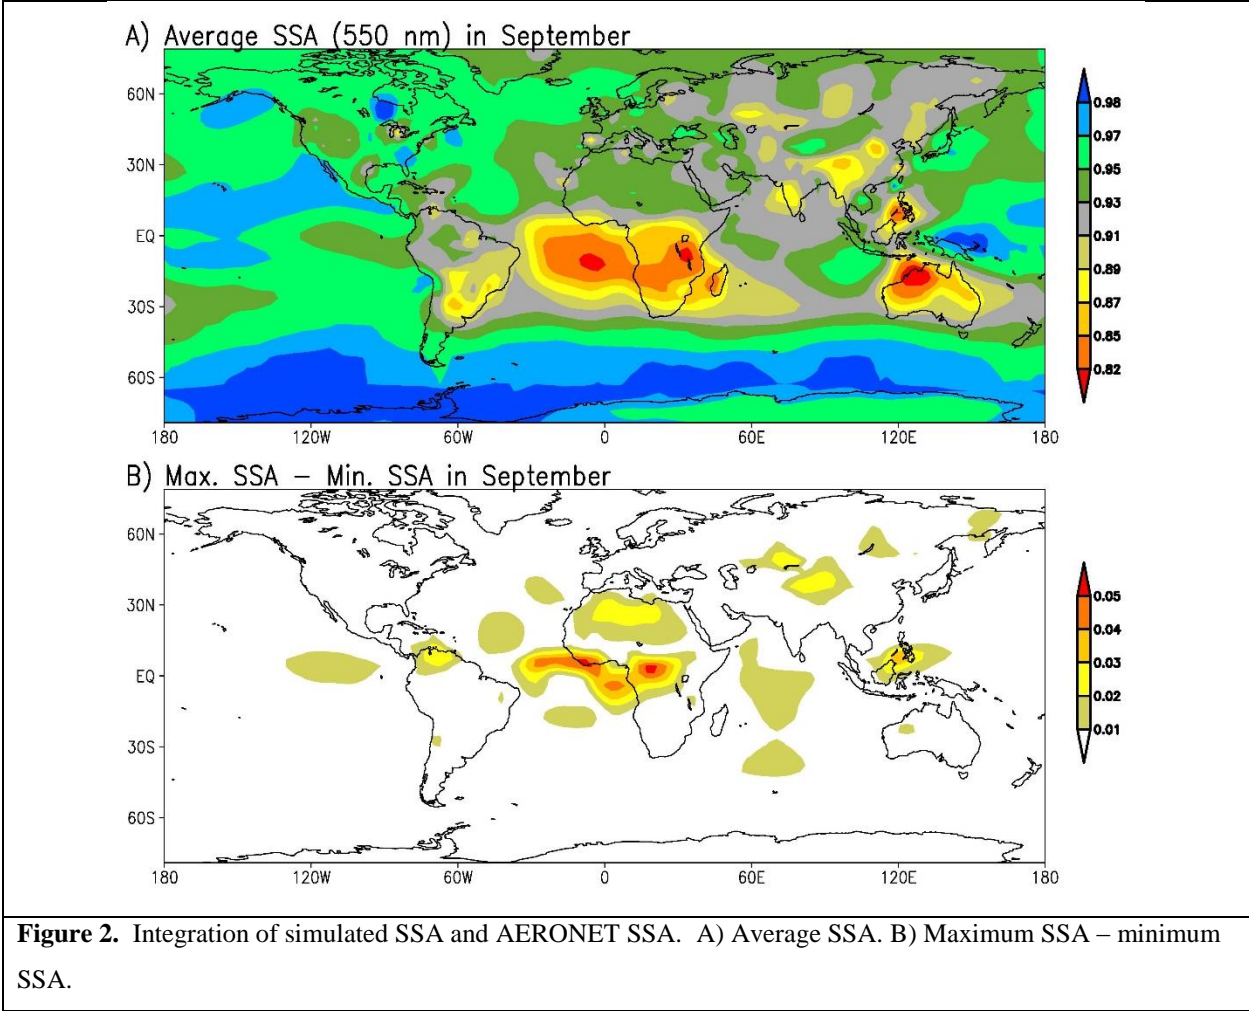 A) Average SSA (550 nm) in September
60N
30N
EQ
30S
60S
180 120W 60W 0 60E 120E 180
0.98
0.97
0.95
0.93
0.91
0.89
0.87
0.85
0.82
B) Max. SSA – Min. SSA in September
60N
30N
EQ
30S
60S
180 120W 60W 0 60E 120E 180
0.05
0.04
0.03
0.02
0.01
Figure 2. Integration of simulated SSA and AERONET SSA. A) Average SSA. B) Maximum SSA – minimum
SSA.